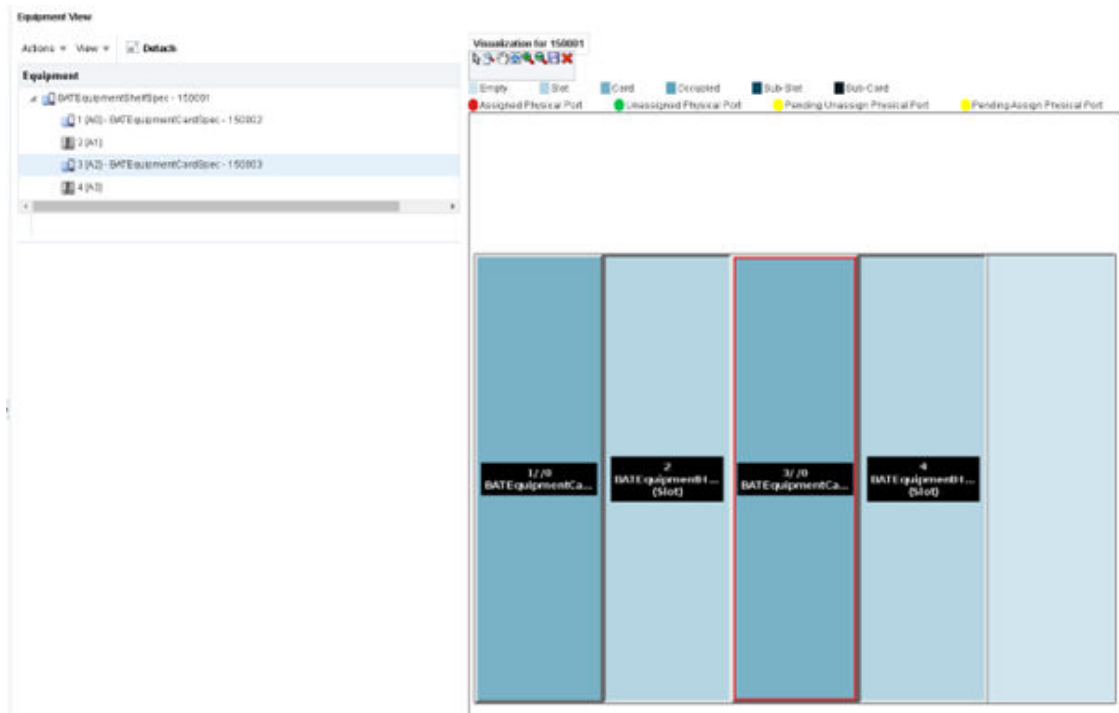 Equipment View
Actions View Detach
Equipment
BATEquipmentShelfSpec - 150001
1 [A0] - BATEquipmentCardSpec - 150002
2 [A1]
3 [A2] - BATEquipmentCardSpec - 150003
4 [A3]
Visualization for 150001
Empty Slot Card Occupied Sub-Slot Sub-Card
Assigned Physical Port Unassigned Physical Port Pending Unassign Physical Port Pending Assign Physical Port
1/ /0
BATEquipmentCa...
2
BATEquipmentH...
(Slot)
3/ /0
BATEquipmentCa...
4
BATEquipmentH...
(Slot)